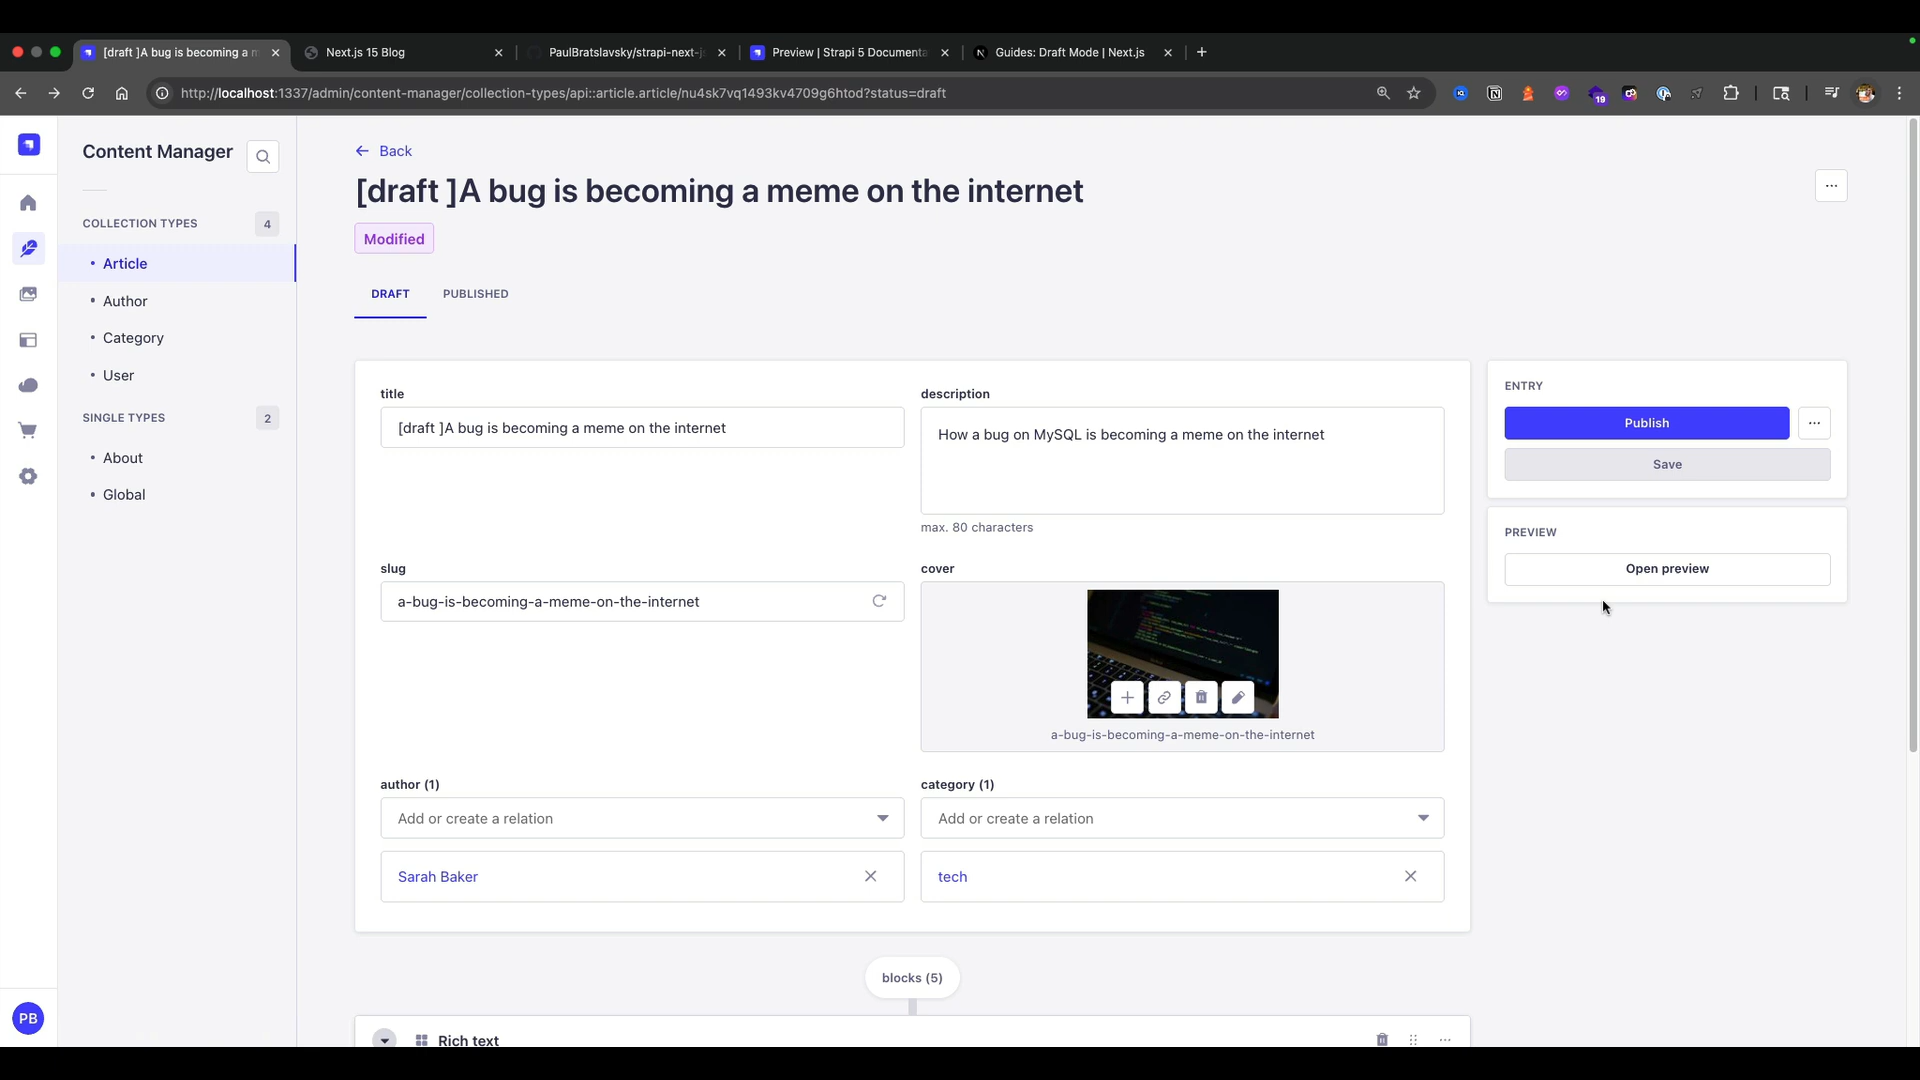 [draft ]A bug is becoming a m
Next.js 15 Blog
PaulBratslavsky/strapi-next-js
Preview | Strapi 5 Documenta
Guides: Draft Mode | Next.js
http://localhost:1337/admin/content-manager/collection-types/api::article.article/nu4sk7vq1493kv4709g6htod?status=draft
19
Content Manager
COLLECTION TYPES
4
Article
Author
Category
User
SINGLE TYPES
2
About
Global
PB
Back
[draft ]A bug is becoming a meme on the internet
Modified
DRAFT
PUBLISHED
title
[draft ]A bug is becoming a meme on the internet
description
How a bug on MySQL is becoming a meme on the internet
max. 80 characters
slug
a-bug-is-becoming-a-meme-on-the-internet
cover
a-bug-is-becoming-a-meme-on-the-internet
author (1)
Add or create a relation
Sarah Baker
category (1)
Add or create a relation
tech
blocks (5)
Rich text
ENTRY
Publish
Save
PREVIEW
Open preview